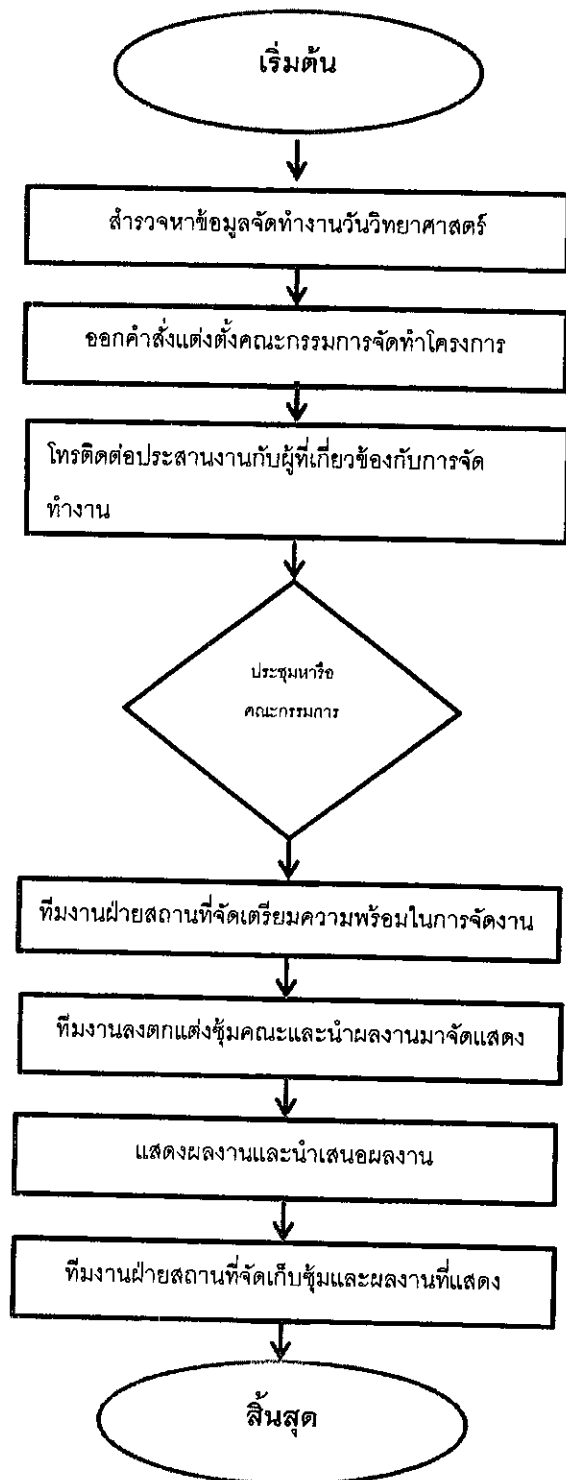 เริ่มต้น
สำรวจหาข้อมูลจัดทำงานวันวิทยาศาสตร์
ออกคำสั่งแต่งตั้งคณะกรรมการจัดทำโครงการ
โทรติดต่อประสานงานกับผู้ที่เกี่ยวข้องกับการจัด
ทำงาน
ประชุมหารือ
คณะกรรมการ
ทีมงานฝ่ายสถานที่จัดเตรียมความพร้อมในการจัดงาน
ทีมงานลงตกแต่งซุ้มคณะและนำผลงานมาจัดแสดง
แสดงผลงานและนำเสนอผลงาน
ทีมงานฝ่ายสถานที่จัดเก็บซุ้มและผลงานที่แสดง
สิ้นสุด